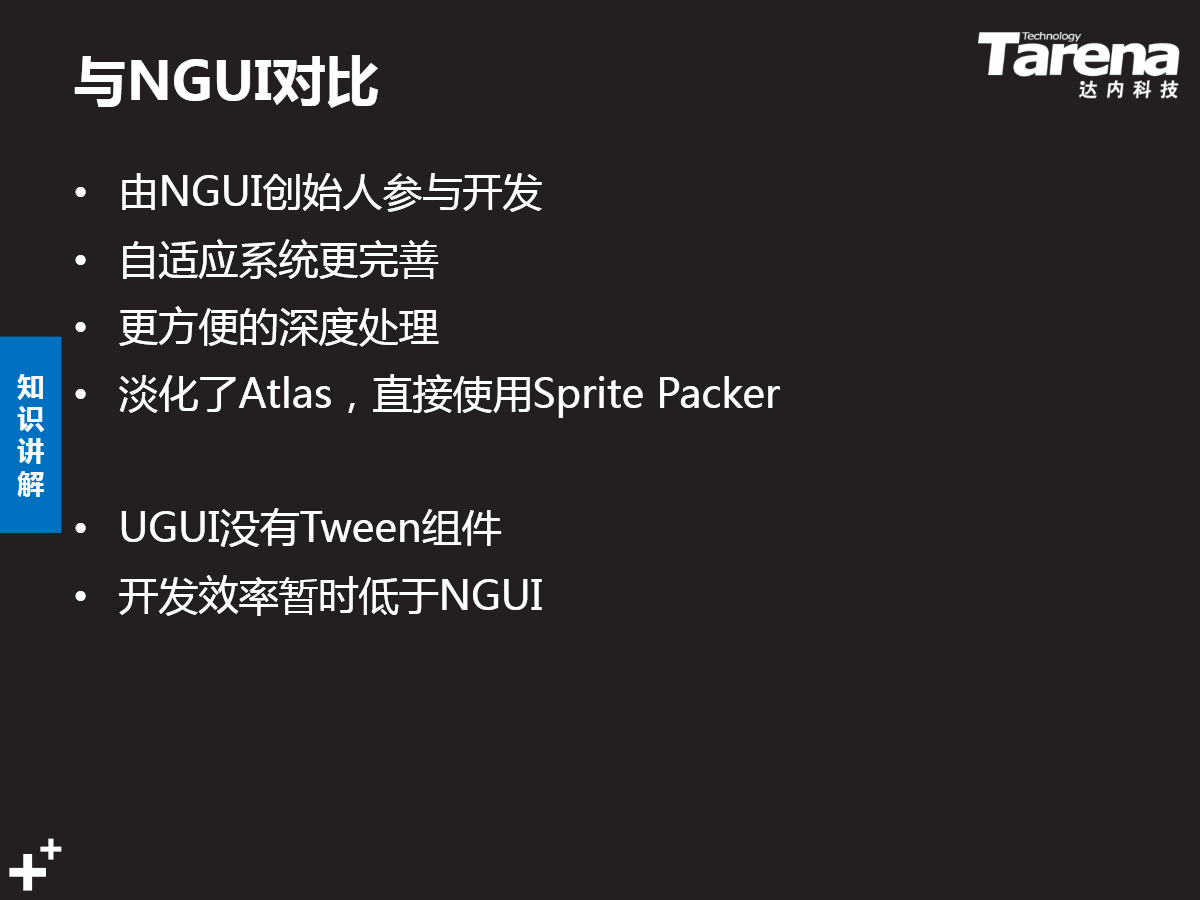 与NGUI对比
Technology
Tarena
达内科技
• 由NGUI创始人参与开发
• 自适应系统更完善
• 更方便的深度处理
• 淡化了Atlas，直接使用Sprite Packer
知识讲解
• UGUI没有Tween组件
• 开发效率暂时低于NGUI